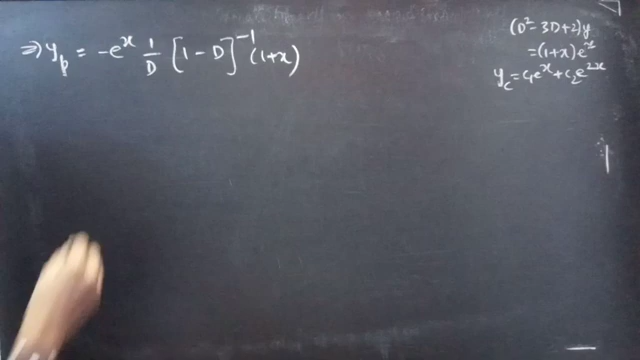 ⇒ y_p = -e^x 1/D [1 - D]^-1 (1+x)
(D² - 3D + 2)y
= (1+x)e^x
y_c = c₁e^x + c₂e^2x